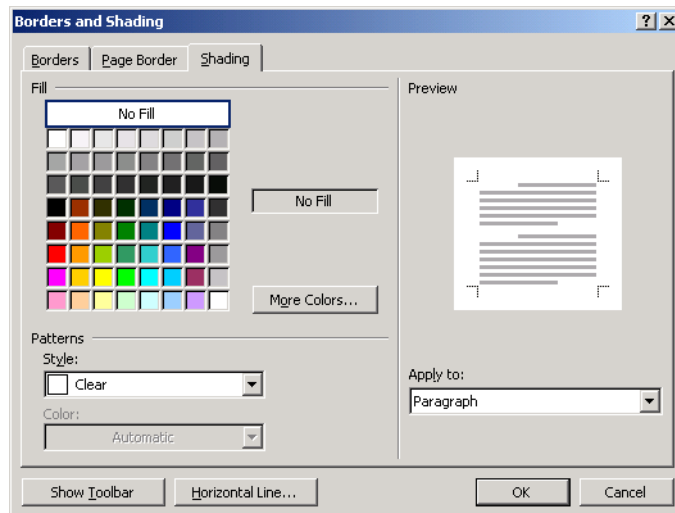 Borders and Shading
Borders
Page Border
Shading
Fill
No Fill
No Fill
More Colors...
Patterns
Style:
Clear
Color:
Automatic
Preview
Apply to:
Paragraph
Show Toolbar
Horizontal Line...
OK
Cancel